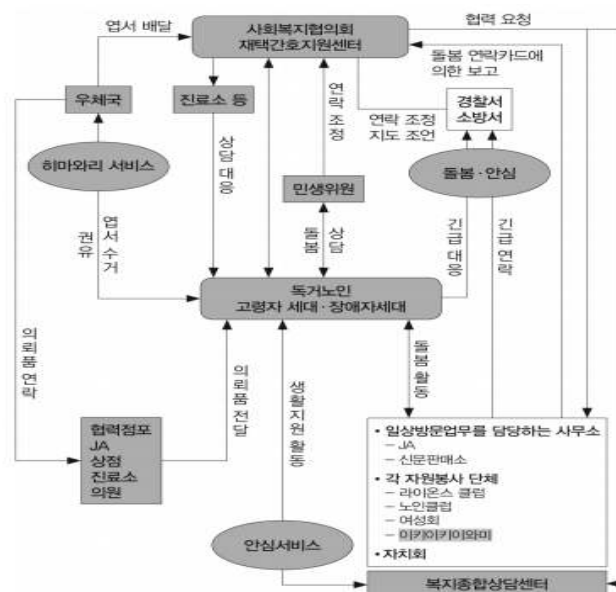 엽서 배달
사회복지협의회
재택간호지원센터
협력 요청
돌봄 연락카드에
의한 보고
우체국
진료소 등
연락 조정
연락 조정
지도 조언
경찰서
소방서
히마와리 서비스
상담 대응
민생위원
돌봄·안심
권유
엽서 수거
돌봄
상담
긴급 대응
긴급 연락
독거노인
고령자 세대·장애자세대
의뢰품 연락
의뢰품 전달
생활지원 활동
돌봄 활동
협력점포
JA
상점
진료소
의원
• 일상방문업무를 담당하는 사무소
– JA
– 신문판매소
• 각 자원봉사 단체
– 라이온스 클럽
– 노인클럽
– 여성회
– 이키이키이와미
• 자치회
안심서비스
복지종합상담센터